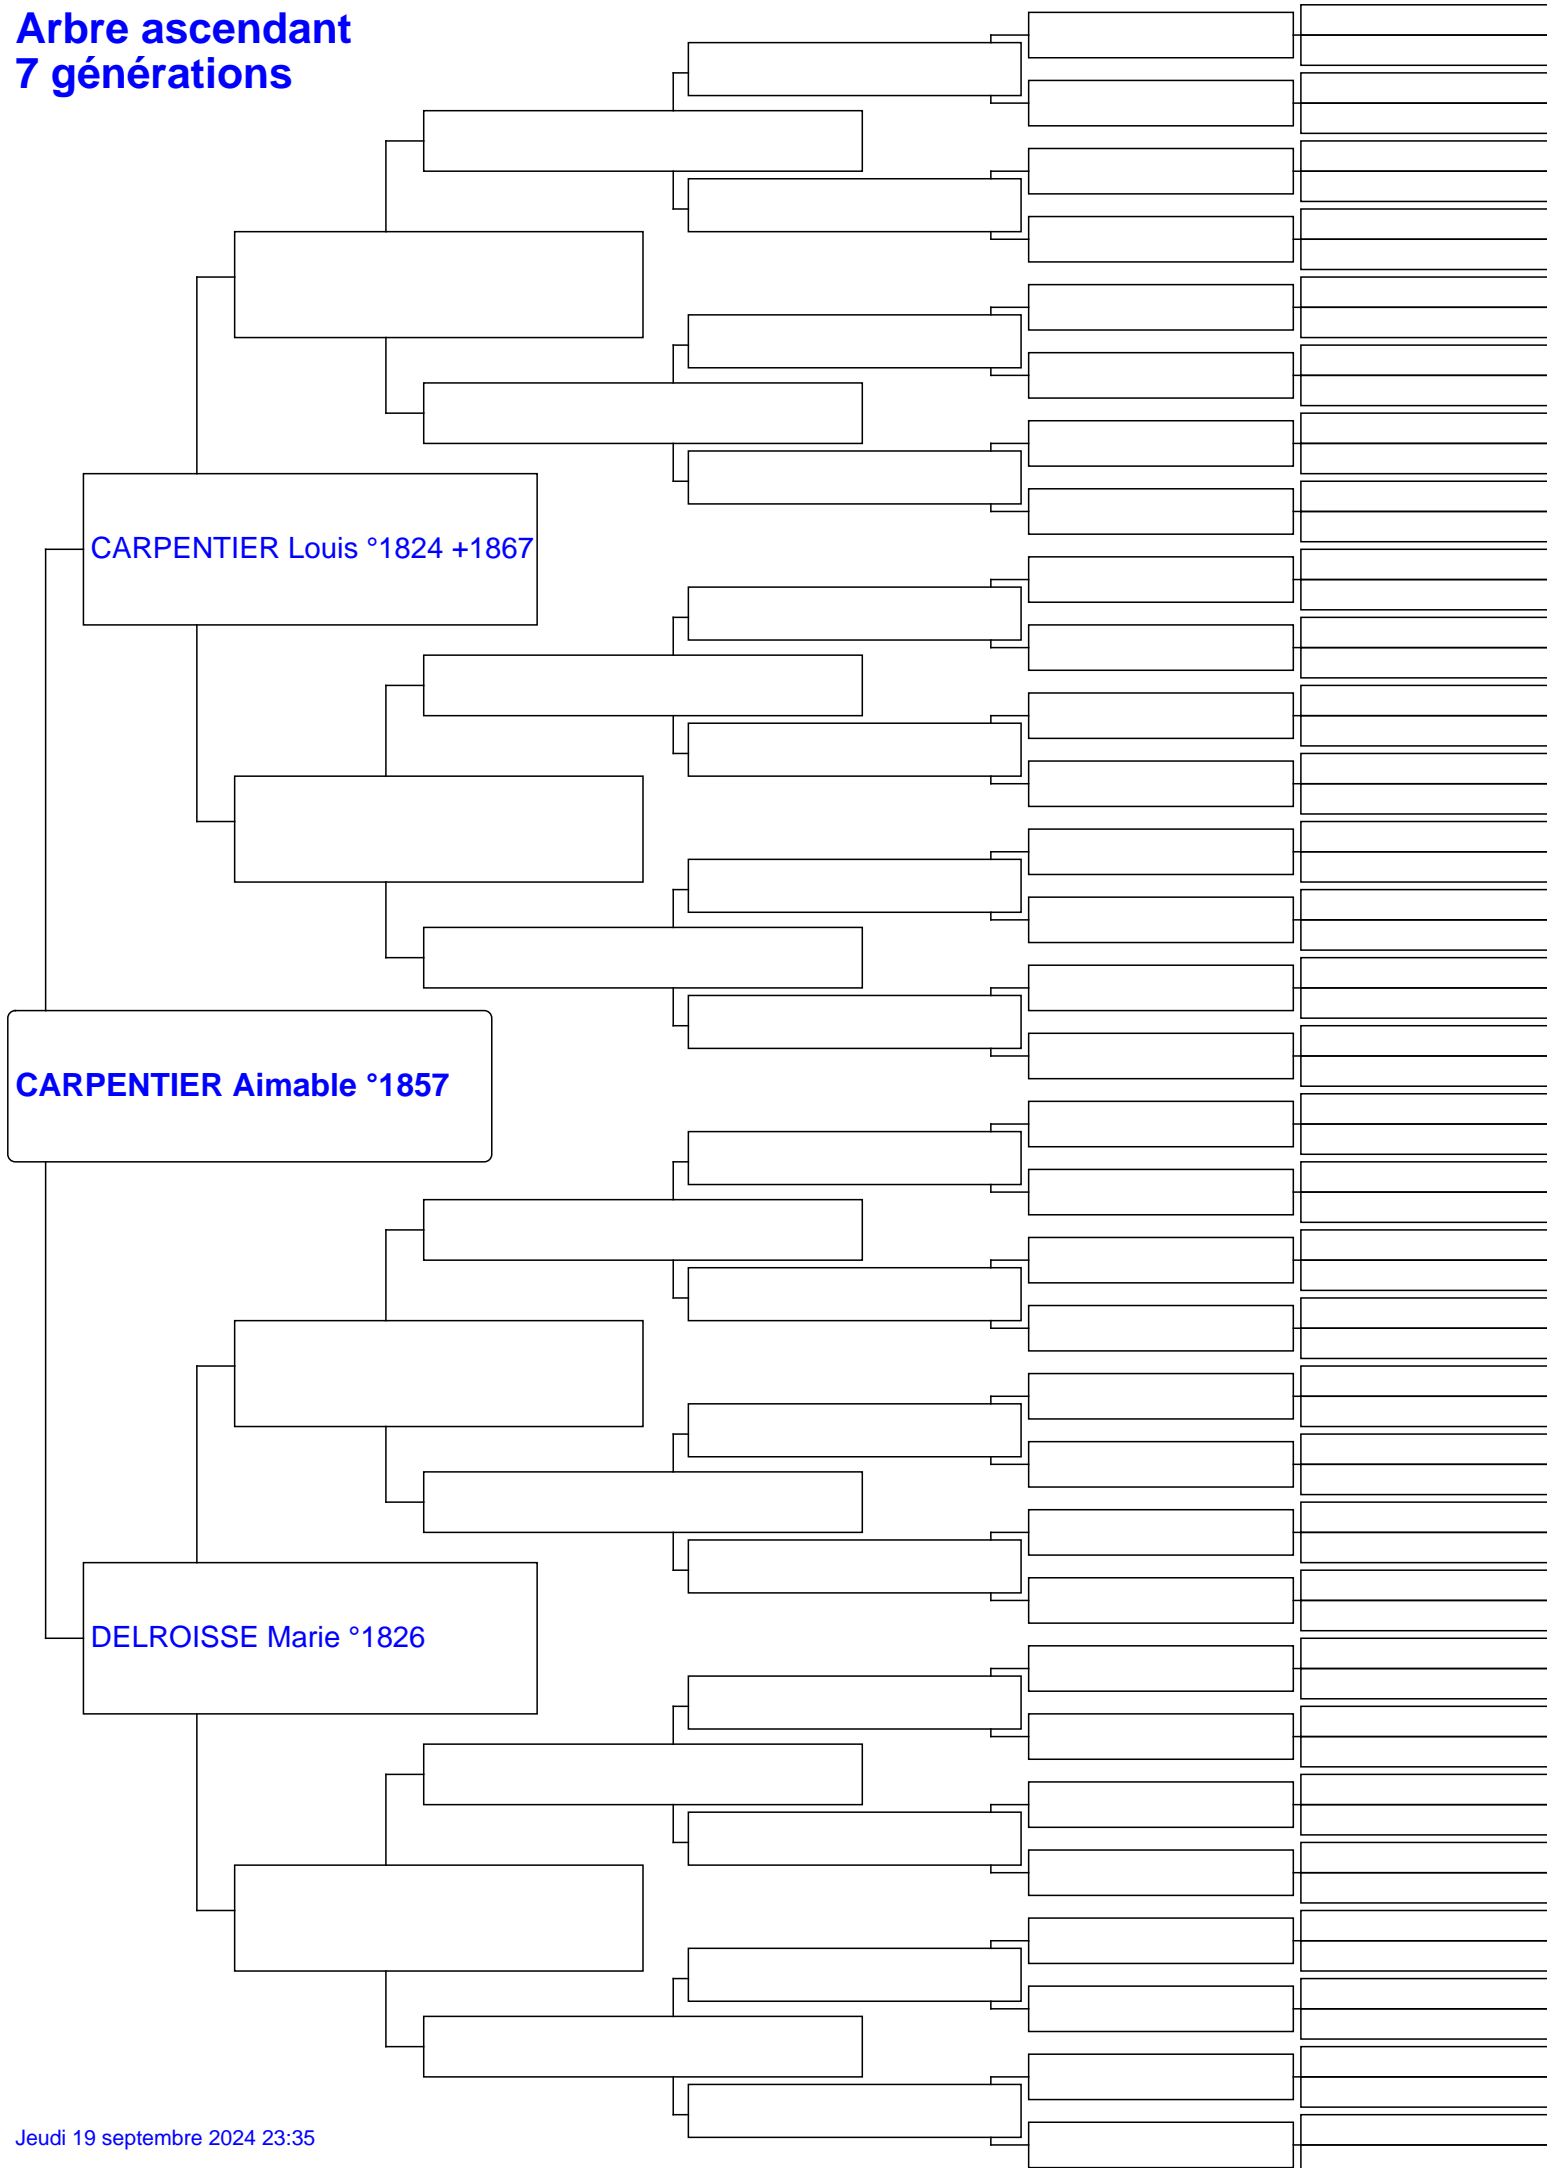 Arbre ascendant
7 générations
CARPENTIER Louis °1824 +1867
CARPENTIER Aimable °1857
DELROISSE Marie °1826
Jeudi 19 septembre 2024 23:35